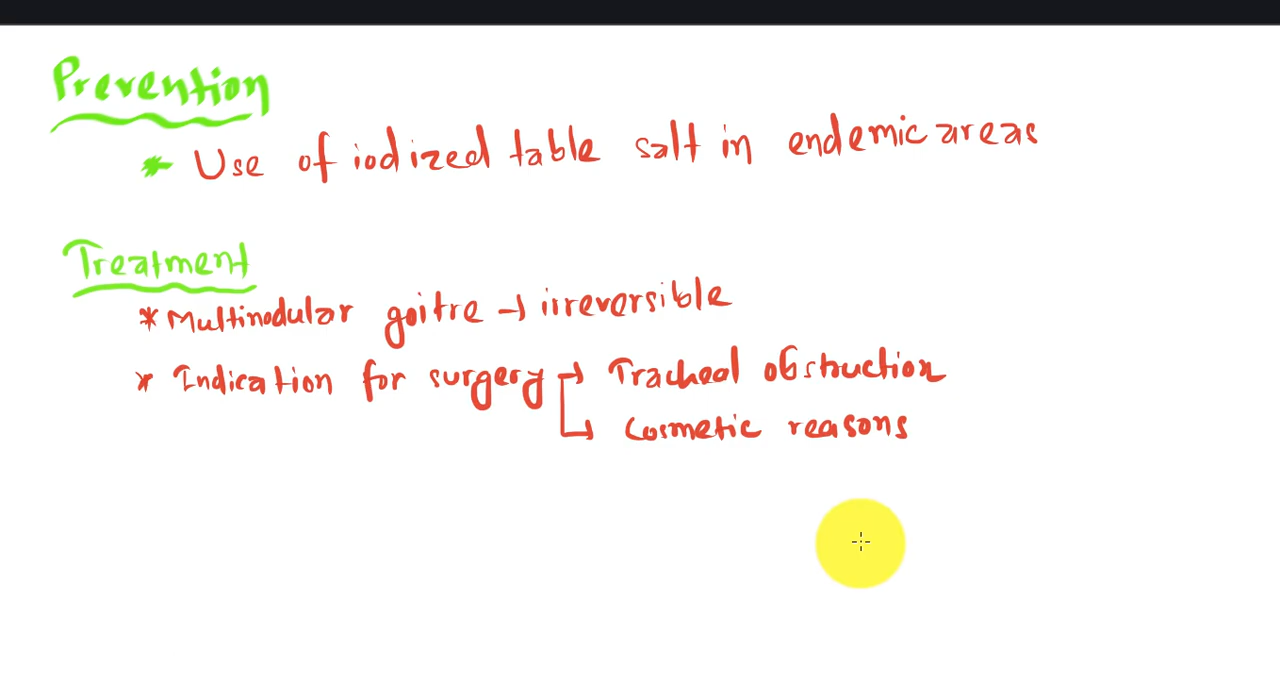 Prevention
* Use of iodized table salt in endemic areas
Treatment
* Multinodular goitre → irreversible
* Indication for surgery → Tracheal obstruction
↳ Cosmetic reasons